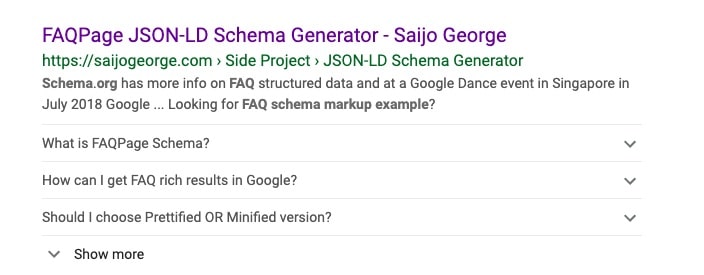 FAQPage JSON-LD Schema Generator - Saijo George
https://saijogeorge.com › Side Project › JSON-LD Schema Generator
Schema.org has more info on FAQ structured data and at a Google Dance event in Singapore in
July 2018 Google ... Looking for FAQ schema markup example?
What is FAQPage Schema?
How can I get FAQ rich results in Google?
Should I choose Prettified OR Minified version?
Show more